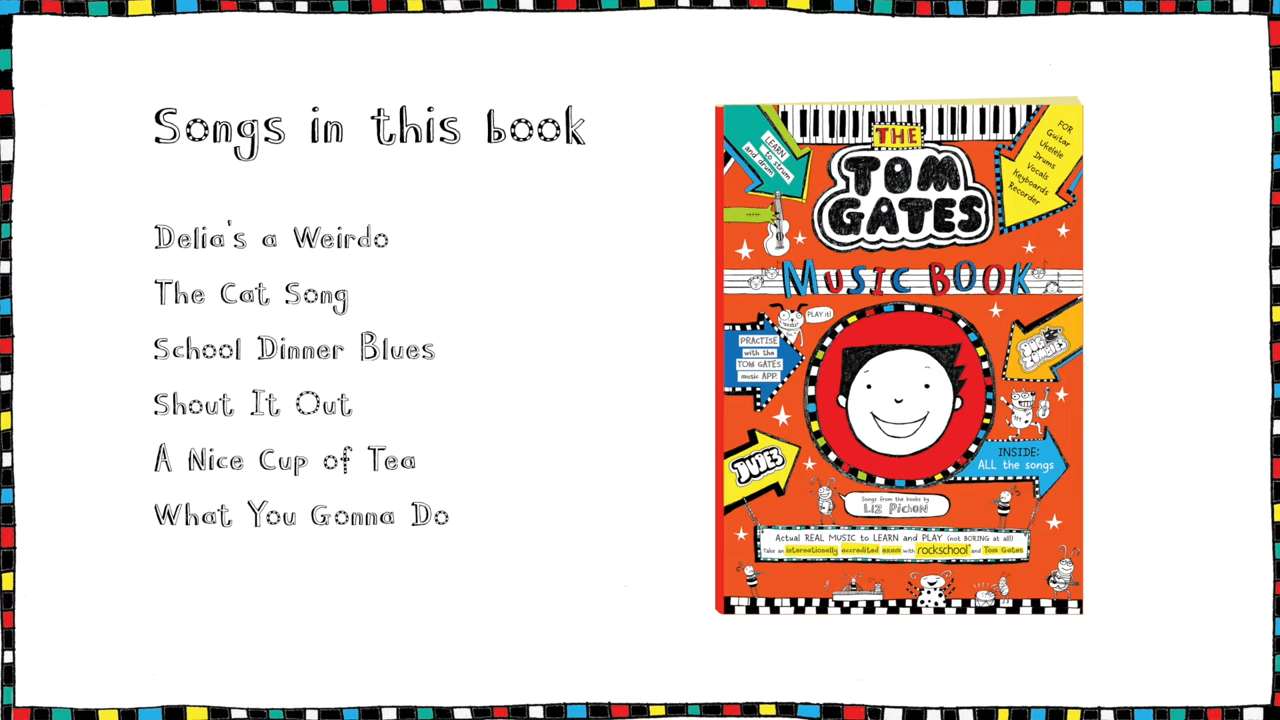 Songs in this book
Delia's a Weirdo
The Cat Song
School Dinner Blues
Shout It Out
A Nice Cup of Tea
What You Gonna Do
LEARN
to strum
and drum
THE
TOM
GATES
FOR
Guitar
Ukelele
Drums
Vocals
Keyboards
Recorder
MUSIC BOOK
PLAY it!
PRACTISE
with the
TOM GATES
music APP.
DUDE3
INSIDE:
ALL the songs
Songs from the books by
LIZ PICHON
Actual REAL MUSIC to LEARN and PLAY (not BORING at all!)
Take an internationally accredited exam with rockschool and Tom Gates